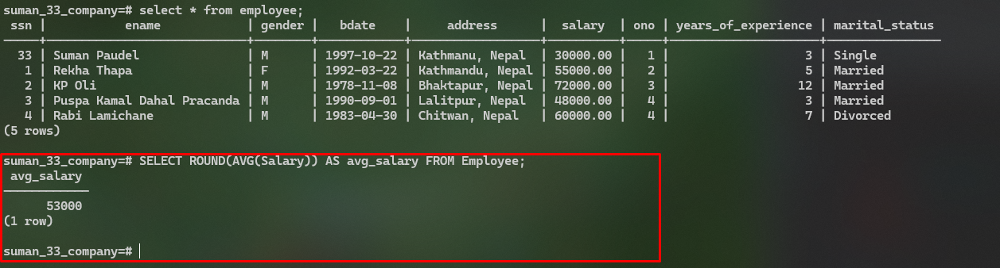 suman_33_company=# select * from employee;
 ssn |            ename             | gender |   bdate    |     address      |  salary  | ono | years_of_experience | marital_status
-----+------------------------------+--------+------------+------------------+----------+-----+---------------------+----------------
  33 | Suman Paudel                 | M      | 1997-10-22 | Kathmanu, Nepal  | 30000.00 |   1 |                   3 | Single
   1 | Rekha Thapa                  | F      | 1992-03-22 | Kathmandu, Nepal | 55000.00 |   2 |                   5 | Married
   2 | KP Oli                       | M      | 1978-11-08 | Bhaktapur, Nepal | 72000.00 |   3 |                  12 | Married
   3 | Puspa Kamal Dahal Pracanda   | M      | 1990-09-01 | Lalitpur, Nepal  | 48000.00 |   4 |                   3 | Married
   4 | Rabi Lamichane               | M      | 1983-04-30 | Chitwan, Nepal   | 60000.00 |   4 |                   7 | Divorced
(5 rows)
suman_33_company=# SELECT ROUND(AVG(Salary)) AS avg_salary FROM Employee;
 avg_salary
------------
      53000
(1 row)
suman_33_company=#